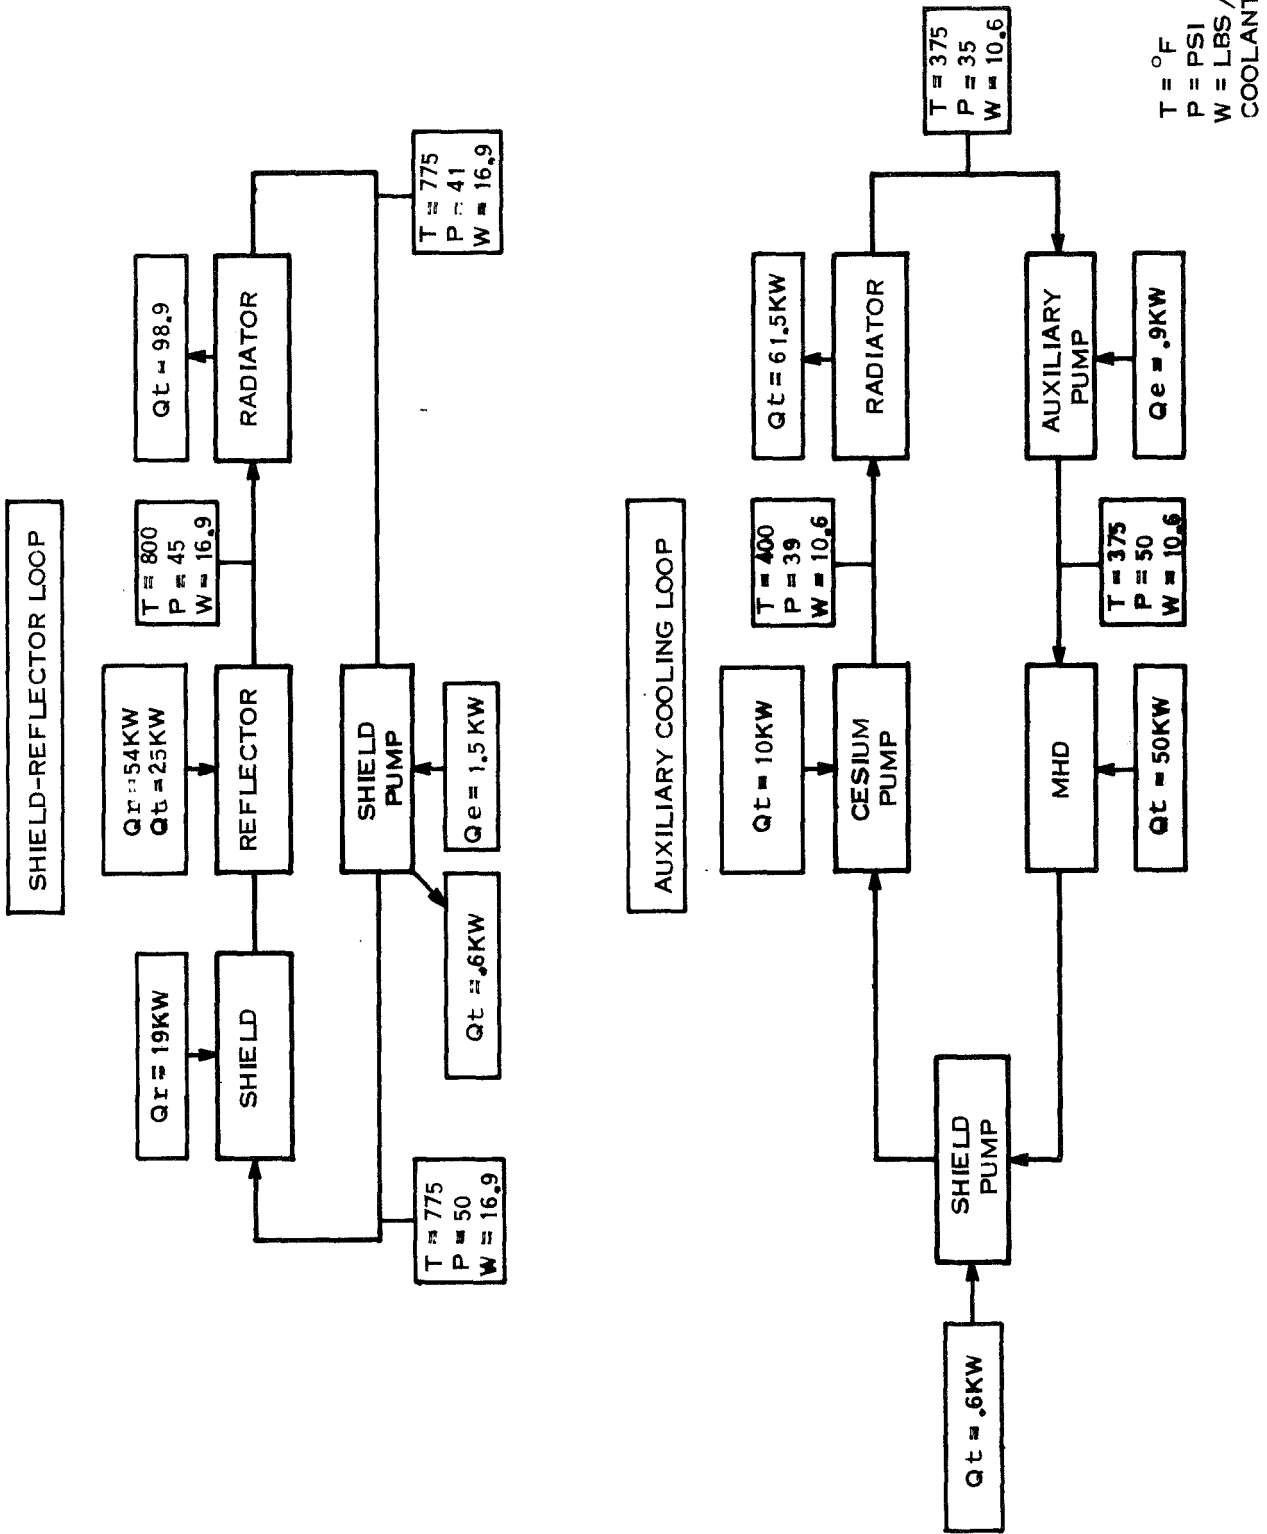 SHIELD-REFLECTOR LOOP
Qr = 19KW
SHIELD
Qr = 54KW
Qt = 25KW
REFLECTOR
T = 800
P = 45
W = 16.9
Qt = 98.9
RADIATOR
T = 775
P = 41
W = 16.9
SHIELD
PUMP
Qe = 1.5 KW
Qt = .6KW
T = 775
P = 50
W = 16.9
AUXILIARY COOLING LOOP
Qt = .6KW
SHIELD
PUMP
Qt = 10KW
CESIUM
PUMP
T = 400
P = 39
W = 10.6
Qt = 61.5KW
RADIATOR
T = 375
P = 35
W = 10.6
AUXILIARY
PUMP
Qe = .9KW
T = 375
P = 50
W = 10.6
MHD
Qt = 50KW
T = °F
P = PSI
W = LBS/
COOLANT